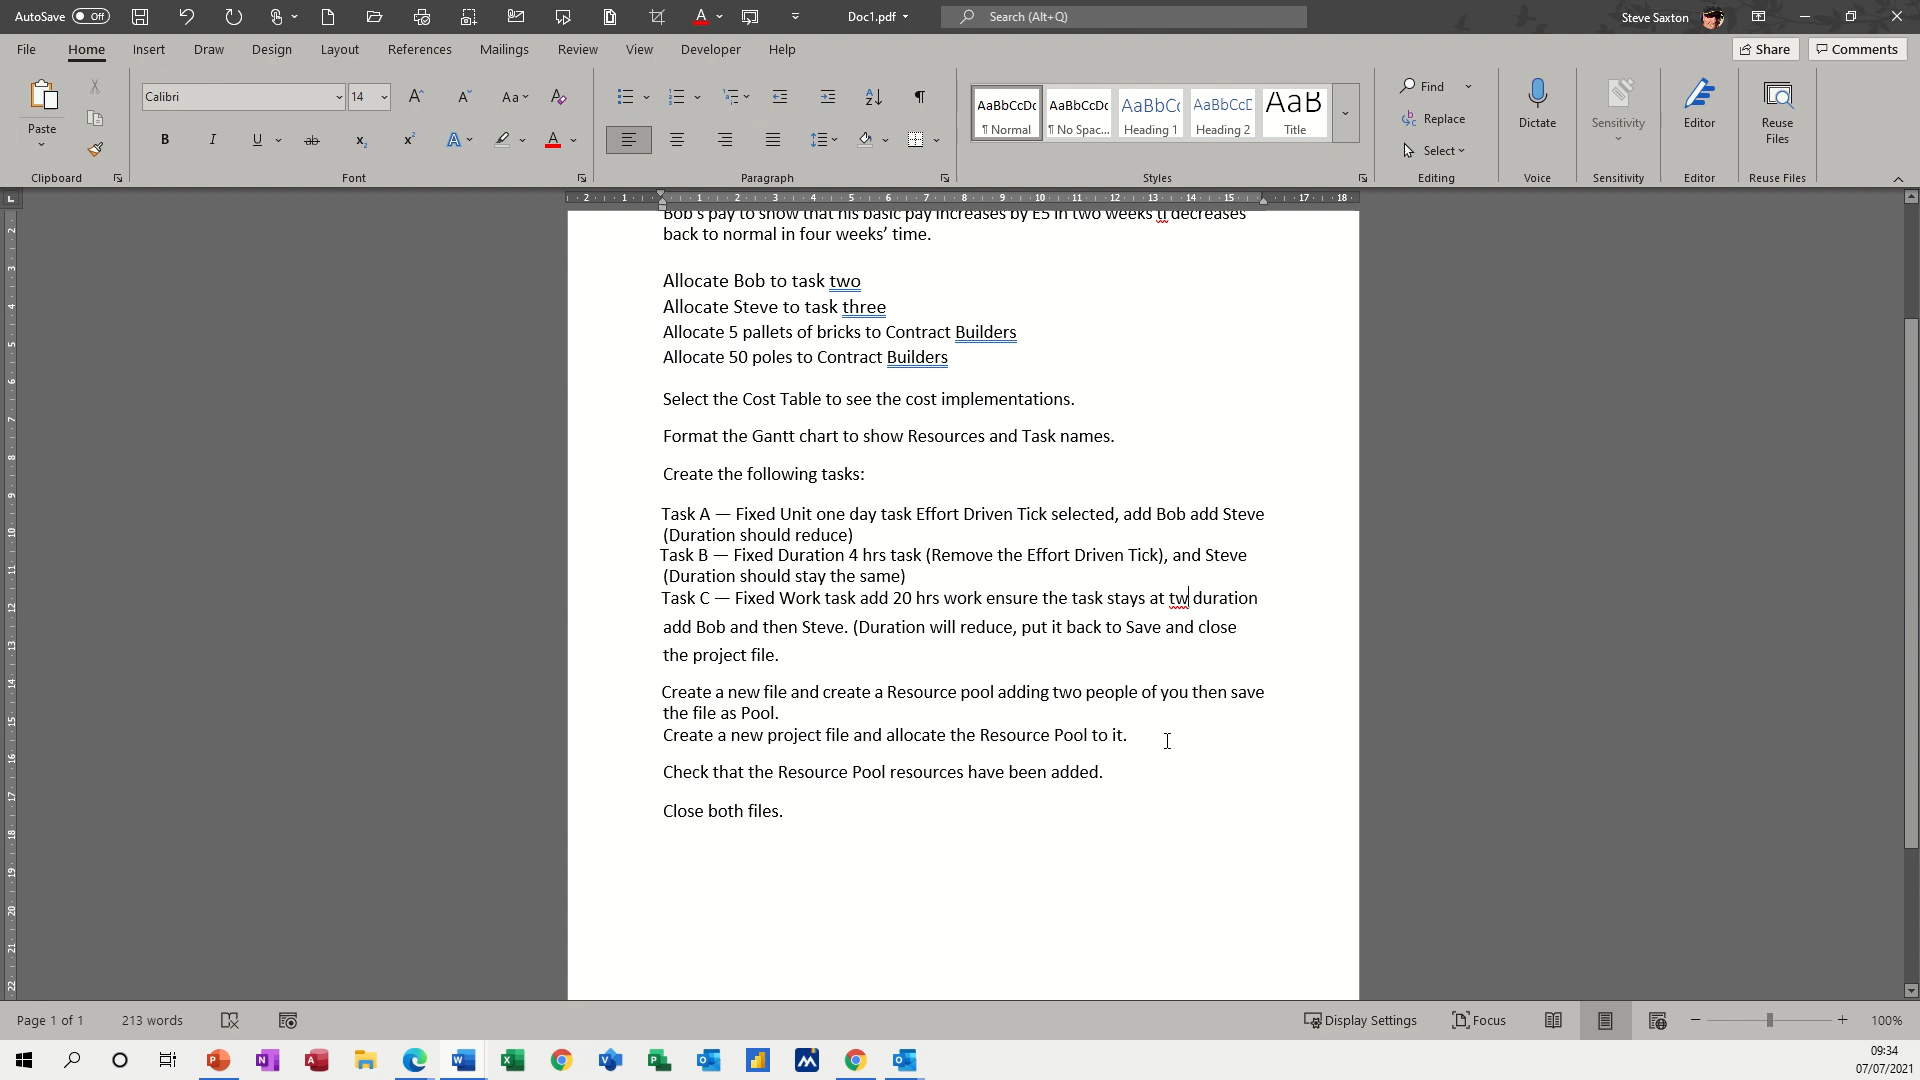 AutoSave Off Doc1.pdf Search (Alt+Q) Steve Saxton
File Home Insert Draw Design Layout References Mailings Review View Developer Help Share Comments
Paste
Calibri 14
AaBbCcDc AaBbCcDc AaBbCc AaBbCcD AaB
¶ Normal ¶ No Spac... Heading 1 Heading 2 Title
Find
Replace
Select
Dictate
Sensitivity
Editor
Reuse
Files
Clipboard Font Paragraph Styles Editing Voice Sensitivity Editor Reuse Files
Bob's pay to show that his basic pay increases by E5 in two weeks ti decreases
back to normal in four weeks' time.
Allocate Bob to task two
Allocate Steve to task three
Allocate 5 pallets of bricks to Contract Builders
Allocate 50 poles to Contract Builders
Select the Cost Table to see the cost implementations.
Format the Gantt chart to show Resources and Task names.
Create the following tasks:
Task A — Fixed Unit one day task Effort Driven Tick selected, add Bob add Steve
(Duration should reduce)
Task B — Fixed Duration 4 hrs task (Remove the Effort Driven Tick), and Steve
(Duration should stay the same)
Task C — Fixed Work task add 20 hrs work ensure the task stays at tw duration
add Bob and then Steve. (Duration will reduce, put it back to Save and close
the project file.
Create a new file and create a Resource pool adding two people of you then save
the file as Pool.
Create a new project file and allocate the Resource Pool to it.
Check that the Resource Pool resources have been added.
Close both files.
Page 1 of 1 213 words Display Settings Focus 100%
09:34
07/07/2021